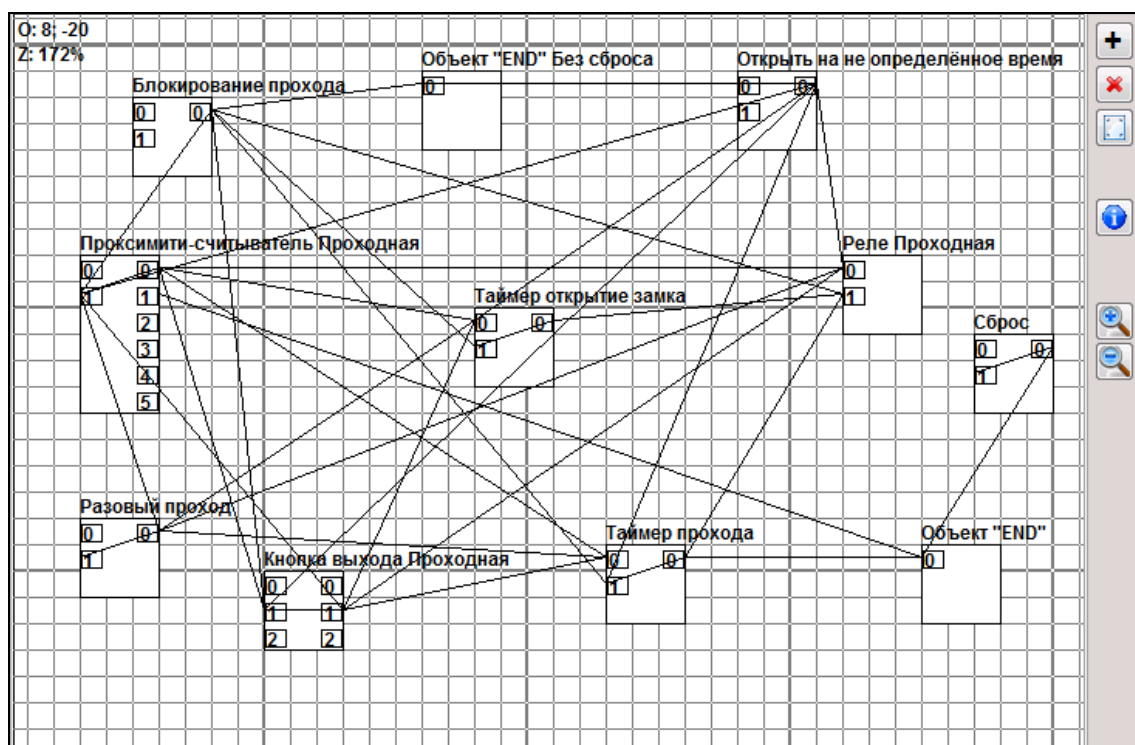 O: 8; -20
Z: 172%
Объект "END" Без сброса
0
Открыть на не определённое время
0 0
1
Блокирование прохода
0 0
1
Проксимити-считыватель Проходная
0 0
1 1
2
3
4
5
Реле Проходная
0
1
Таймер открытие замка
0 0
1
Сброс
0 0
1
Разовый проход
0 0
1
Таймер прохода
0 0
1
Объект "END"
0
Кнопка выхода Проходная
0 0
1 1
2 2